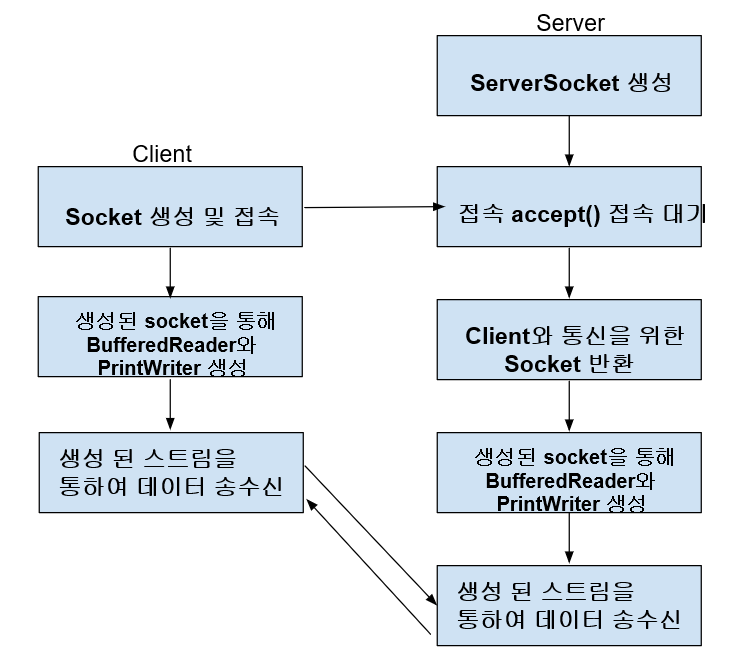 Server
ServerSocket 생성
Client
Socket 생성 및 접속
접속 accept() 접속 대기
생성된 socket을 통해
BufferedReader와
PrintWriter 생성
Client와 통신을 위한
Socket 반환
생성 된 스트림을
통하여 데이터 송수신
생성된 socket을 통해
BufferedReader와
PrintWriter 생성
생성 된 스트림을
통하여 데이터 송수신